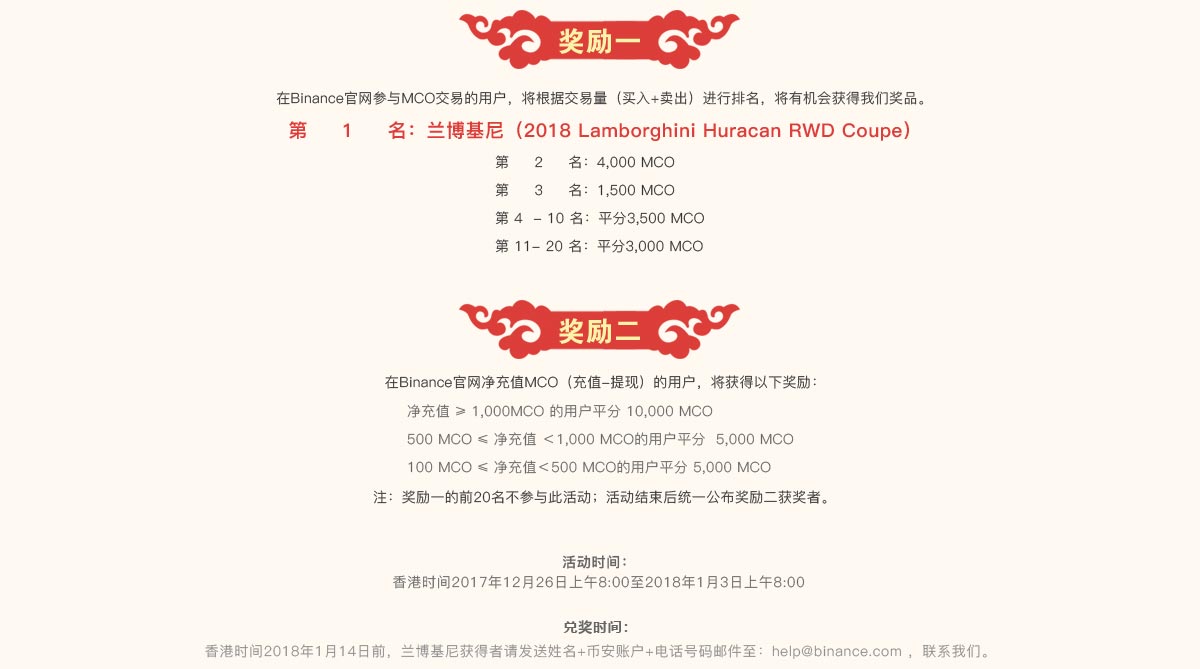 奖励一
在Binance官网参与MCO交易的用户，将根据交易量（买入+卖出）进行排名，将有机会获得我们奖品。
第 1 名：兰博基尼（2018 Lamborghini Huracan RWD Coupe）
第 2 名：4,000 MCO
第 3 名：1,500 MCO
第 4 - 10 名：平分3,500 MCO
第 11- 20 名：平分3,000 MCO
奖励二
在Binance官网净充值MCO（充值-提现）的用户，将获得以下奖励：
净充值 ≥ 1,000MCO 的用户平分 10,000 MCO
500 MCO ≤ 净充值 ＜1,000 MCO的用户平分 5,000 MCO
100 MCO ≤ 净充值＜500 MCO的用户平分 5,000 MCO
注：奖励一的前20名不参与此活动；活动结束后统一公布奖励二获奖者。
活动时间：
香港时间2017年12月26日上午8:00至2018年1月3日上午8:00
兑奖时间：
香港时间2018年1月14日前，兰博基尼获得者请发送姓名+币安账户+电话号码邮件至：help@binance.com ，联系我们。